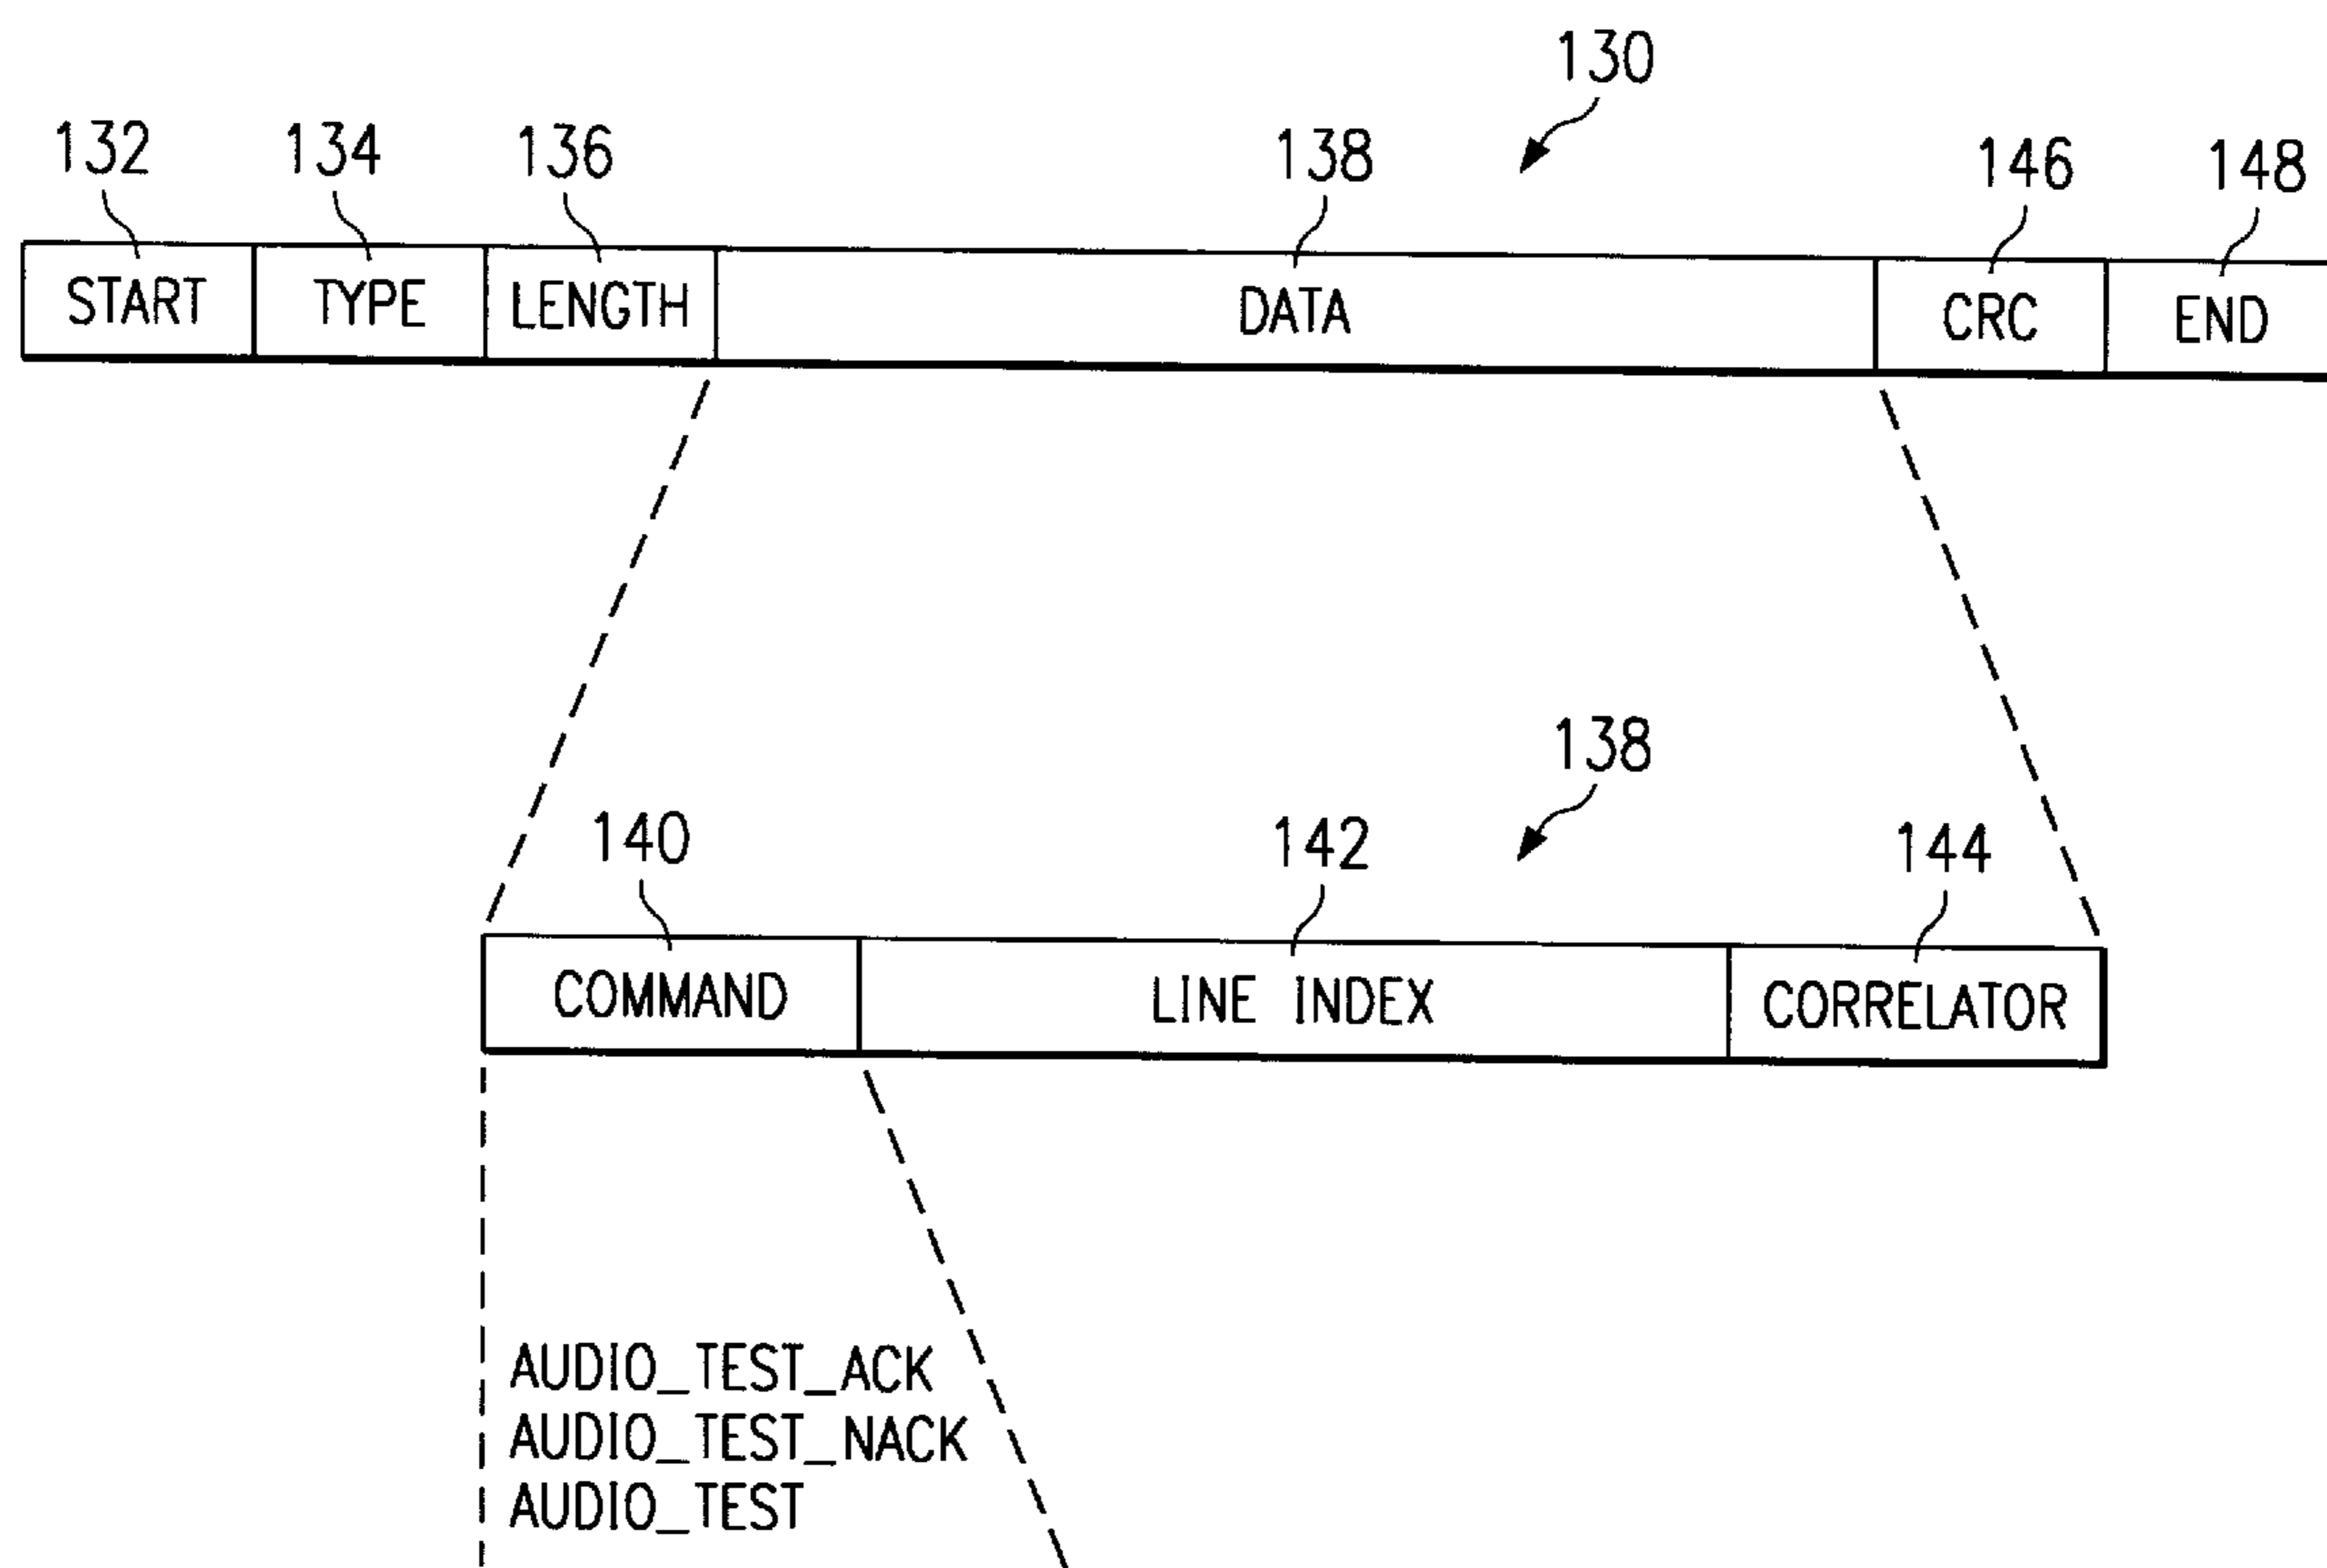 130
132 134 136 138 146 148
START TYPE LENGTH DATA CRC END
138
140 142 144
COMMAND LINE INDEX CORRELATOR
AUDIO_TEST_ACK
AUDIO_TEST_NACK
AUDIO_TEST